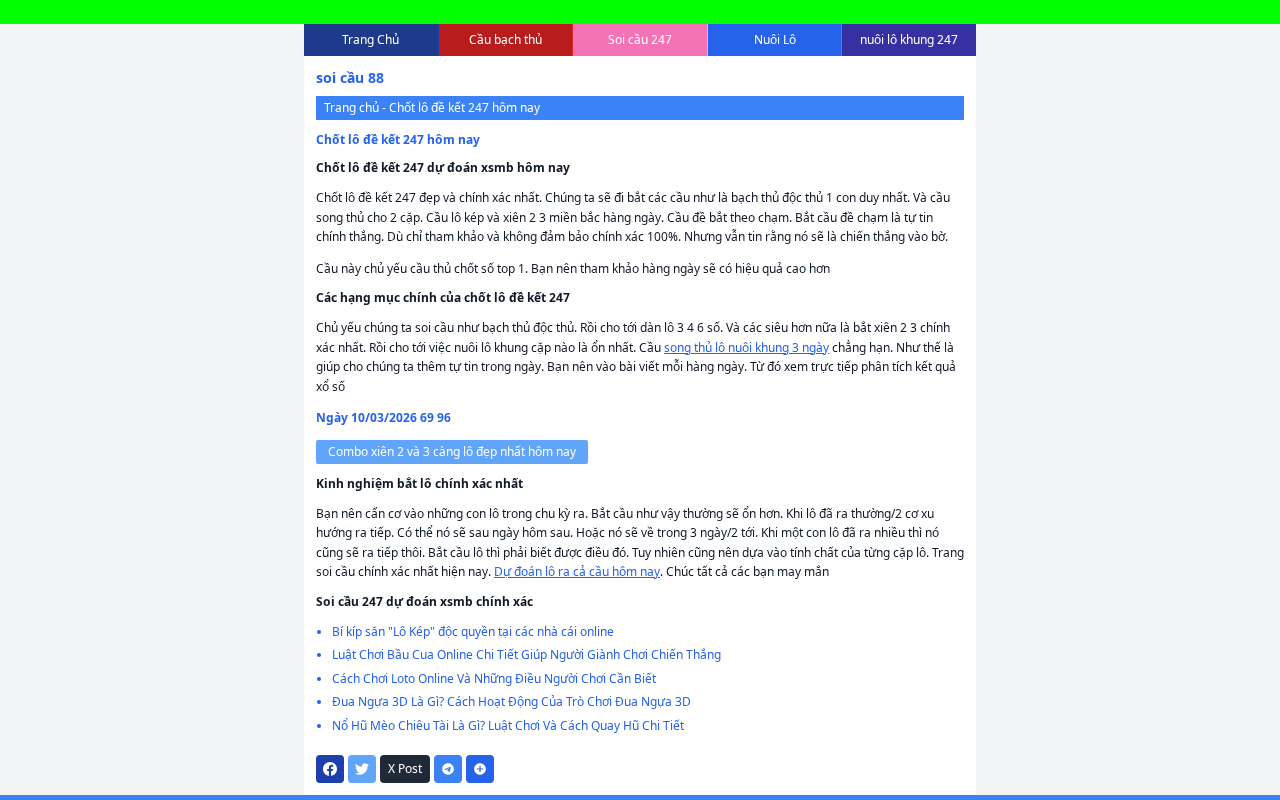 Trang Chủ
Cầu bạch thủ
Soi cầu 247
Nuôi Lô
nuôi lô khung 247
soi cầu 88
Trang chủ - Chốt lô đề kết 247 hôm nay
Chốt lô đề kết 247 hôm nay
Chốt lô đề kết 247 dự đoán xsmb hôm nay
Chốt lô đề kết 247 đẹp và chính xác nhất. Chúng ta sẽ đi bắt các cầu như là bạch thủ độc thủ 1 con duy nhất. Và cầu
song thủ cho 2 cặp. Cầu lô kép và xiên 2 3 miền bắc hàng ngày. Cầu đề bắt theo chạm. Bắt cầu đề chạm là tự tin
chính thắng. Dù chỉ tham khảo và không đảm bảo chính xác 100%. Nhưng vẫn tin rằng nó sẽ là chiến thắng vào bờ.
Cầu này chủ yếu cầu thủ chốt số top 1. Bạn nên tham khảo hàng ngày sẽ có hiệu quả cao hơn
Các hạng mục chính của chốt lô đề kết 247
Chủ yếu chúng ta soi cầu như bạch thủ độc thủ. Rồi cho tới dàn lô 3 4 6 số. Và các siêu hơn nữa là bắt xiên 2 3 chính
xác nhất. Rồi cho tới việc nuôi lô khung cặp nào là ổn nhất. Cầu song thủ lô nuôi khung 3 ngày chẳng hạn. Như thế là
giúp cho chúng ta thêm tự tin trong ngày. Bạn nên vào bài viết mỗi hàng ngày. Từ đó xem trực tiếp phân tích kết quả
xổ số
Ngày 10/03/2026 69 96
Combo xiên 2 và 3 càng lô đẹp nhất hôm nay
Kinh nghiệm bắt lô chính xác nhất
Bạn nên cẩn cơ vào những con lô trong chu kỳ ra. Bắt cầu như vậy thường sẽ ổn hơn. Khi lô đã ra thường/2 cơ xu
hướng ra tiếp. Có thể nó sẽ sau ngày hôm sau. Hoặc nó sẽ về trong 3 ngày/2 tới. Khi một con lô đã ra nhiều thì nó
cũng sẽ ra tiếp thôi. Bắt cầu lô thì phải biết được điều đó. Tuy nhiên cũng nên dựa vào tính chất của từng cặp lô. Trang
soi cầu chính xác nhất hiện nay. Dự đoán lô ra cả cầu hôm nay. Chúc tất cả các bạn may mắn
Soi cầu 247 dự đoán xsmb chính xác
Bí kíp săn "Lô Kép" độc quyền tại các nhà cái online
Luật Chơi Bầu Cua Online Chi Tiết Giúp Người Giành Chơi Chiến Thắng
Cách Chơi Loto Online Và Những Điều Người Chơi Cần Biết
Đua Ngựa 3D Là Gì? Cách Hoạt Động Của Trò Chơi Đua Ngựa 3D
Nổ Hũ Mèo Chiêu Tài Là Gì? Luật Chơi Và Cách Quay Hũ Chi Tiết
X Post